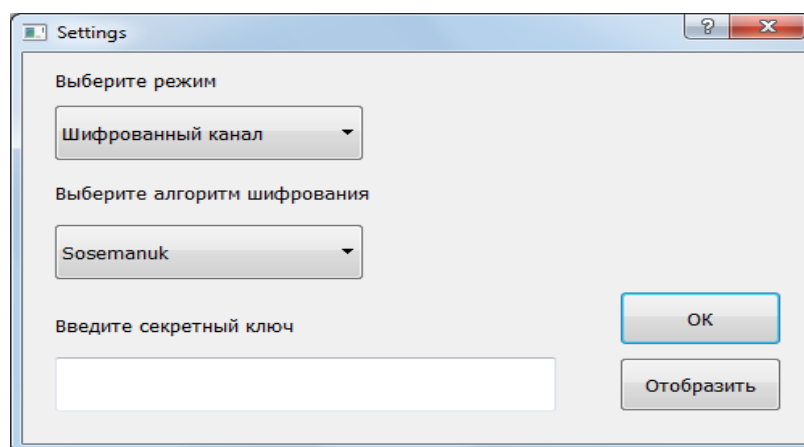 Settings
Выберите режим
Шифрованный канал
Выберите алгоритм шифрования
Sosemanuk
Введите секретный ключ
OK
Отобразить